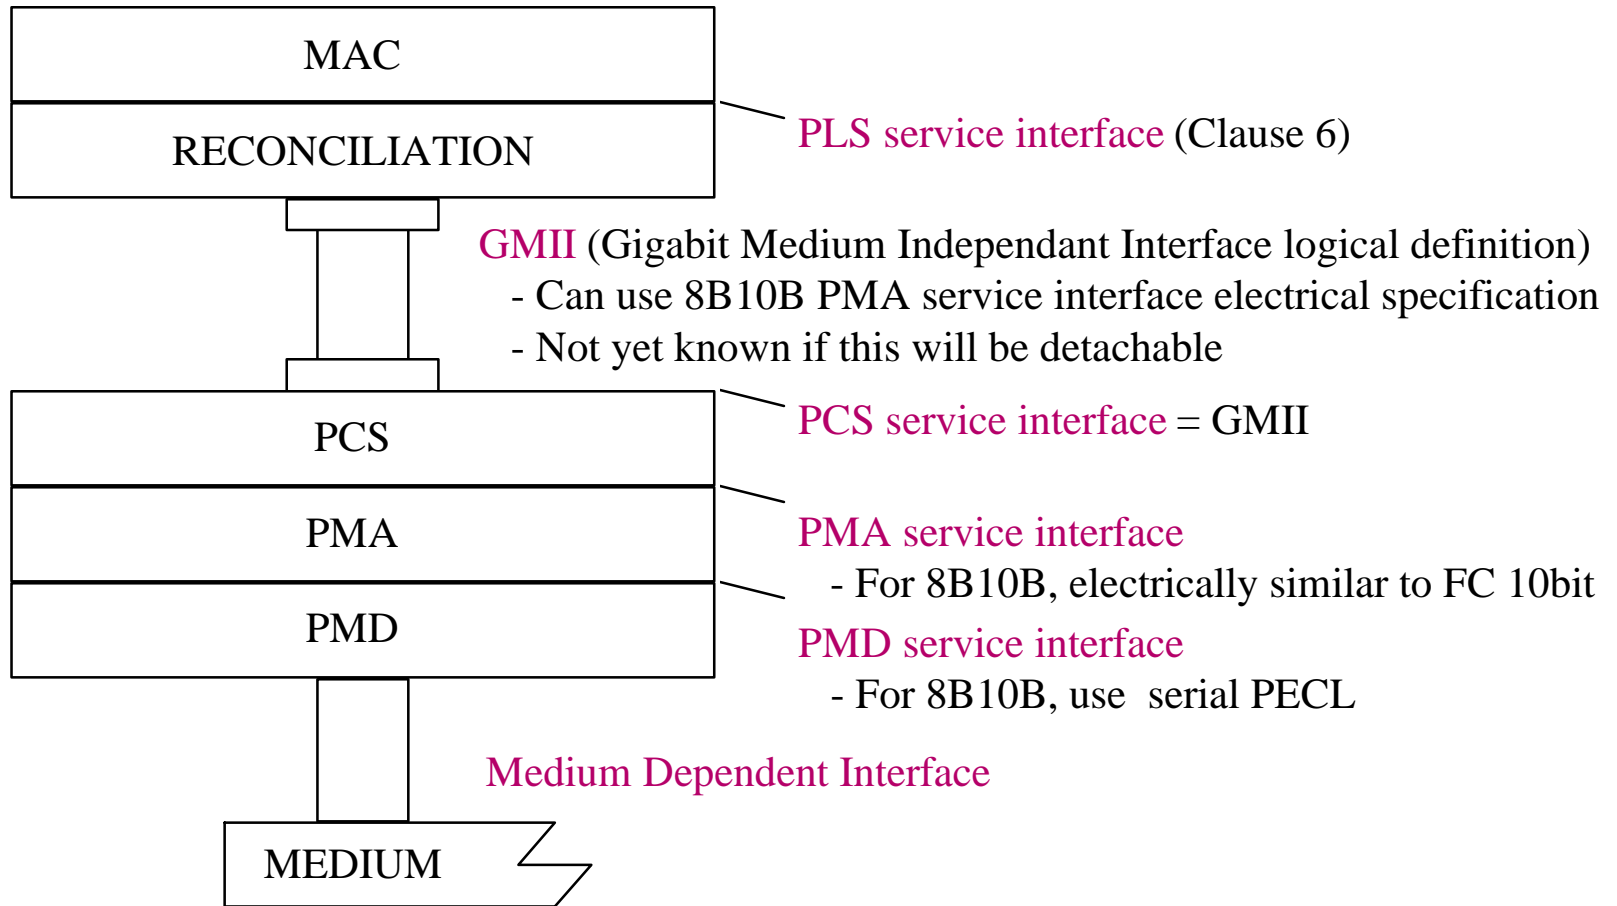 MAC
PLS service interface (Clause 6)
RECONCILIATION
GMII (Gigabit Medium Independant Interface logical definition)
- Can use 8B10B PMA service interface electrical specification
- Not yet known if this will be detachable
PCS service interface = GMII
PCS
PMA
PMA service interface
- For 8B10B, electrically similar to FC 10bit
PMD
PMD service interface
- For 8B10B, use serial PECL
Medium Dependent Interface
MEDIUM